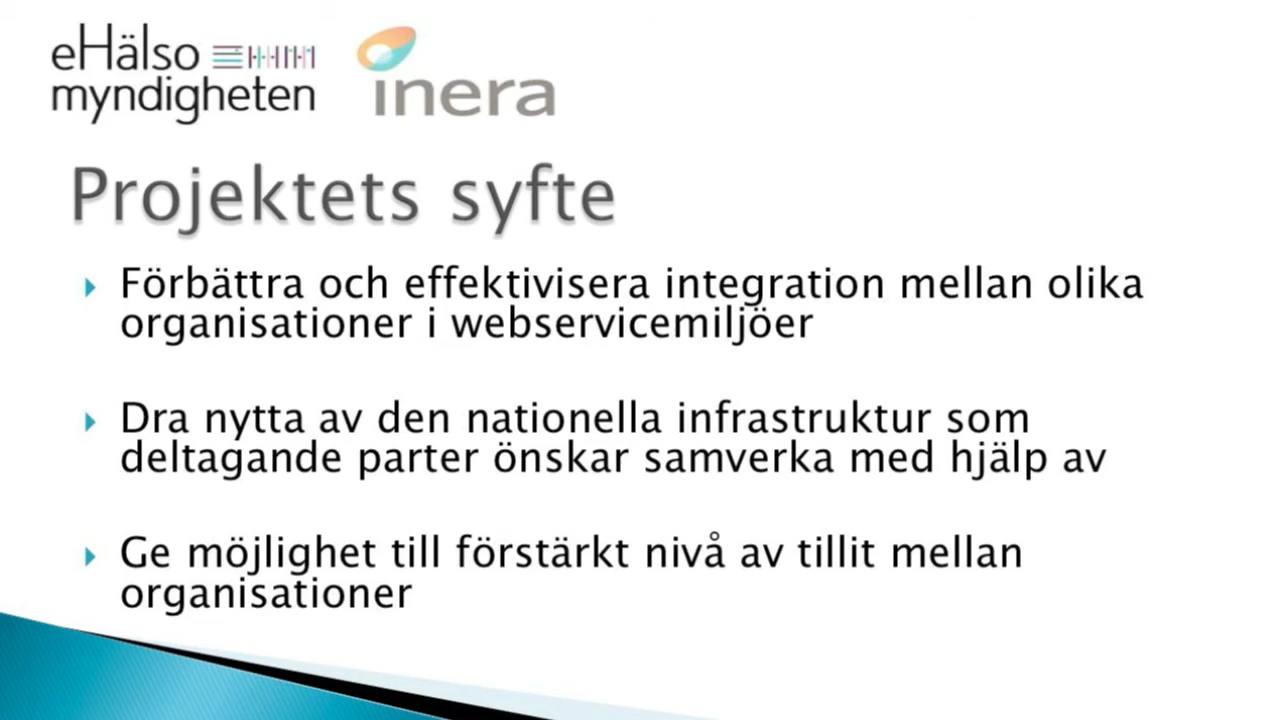 eHälso
myndigheten
inera
Projektets syfte
Förbättra och effektivisera integration mellan olika
organisationer i webservicemiljöer
Dra nytta av den nationella infrastruktur som
deltagande parter önskar samverka med hjälp av
Ge möjlighet till förstärkt nivå av tillit mellan
organisationer